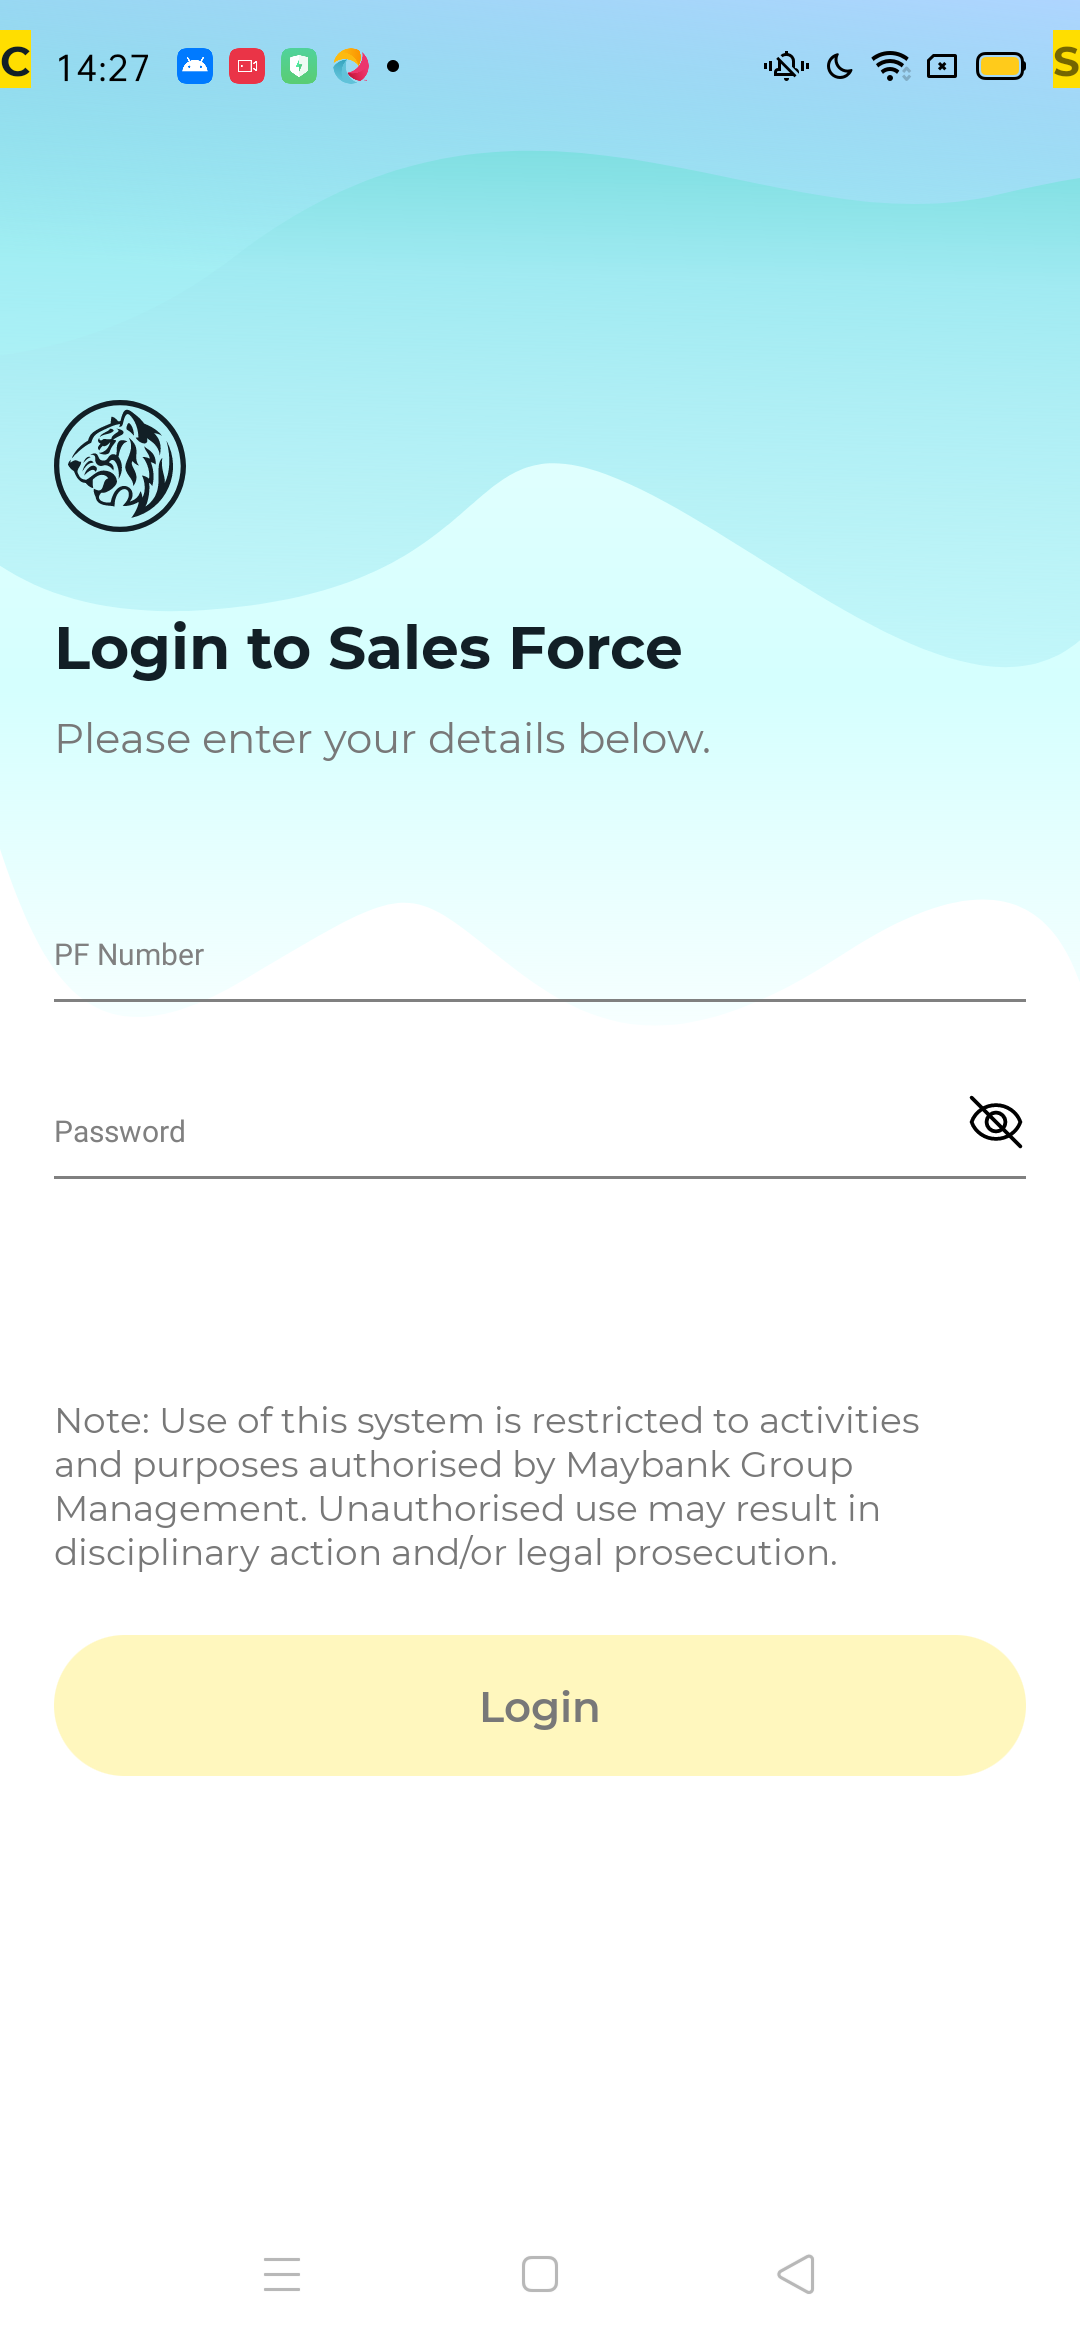 C 14:27 S
Login to Sales Force
Please enter your details below.
PF Number
Password
Note: Use of this system is restricted to activities
and purposes authorised by Maybank Group
Management. Unauthorised use may result in
disciplinary action and/or legal prosecution.
Login